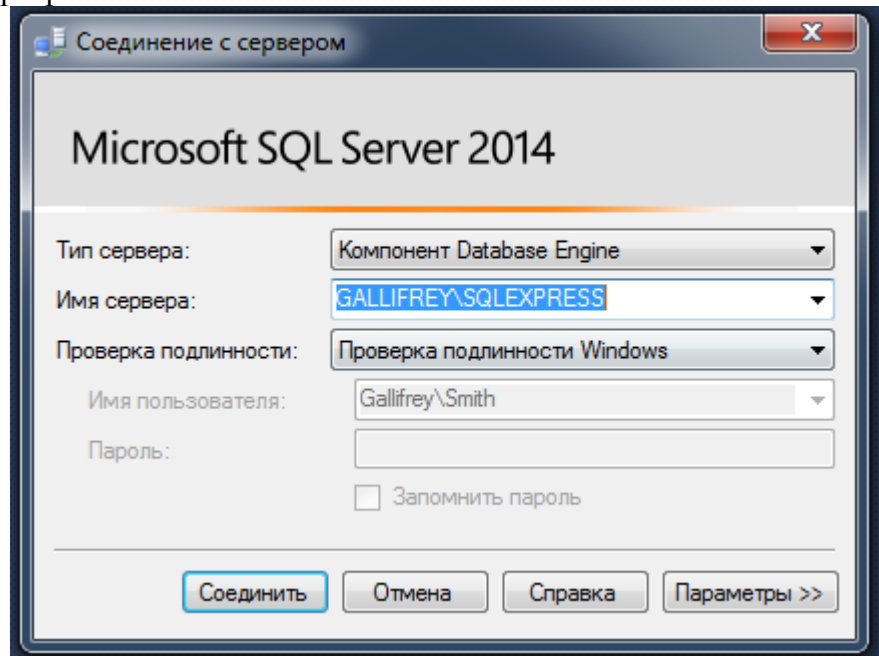 Соединение с сервером
Microsoft SQL Server 2014
Тип сервера: Компонент Database Engine
Имя сервера: GALLIFREY\SQLEXPRESS
Проверка подлинности: Проверка подлинности Windows
Имя пользователя: Gallifrey\Smith
Пароль:
Запомнить пароль
Соединить Отмена Справка Параметры >>